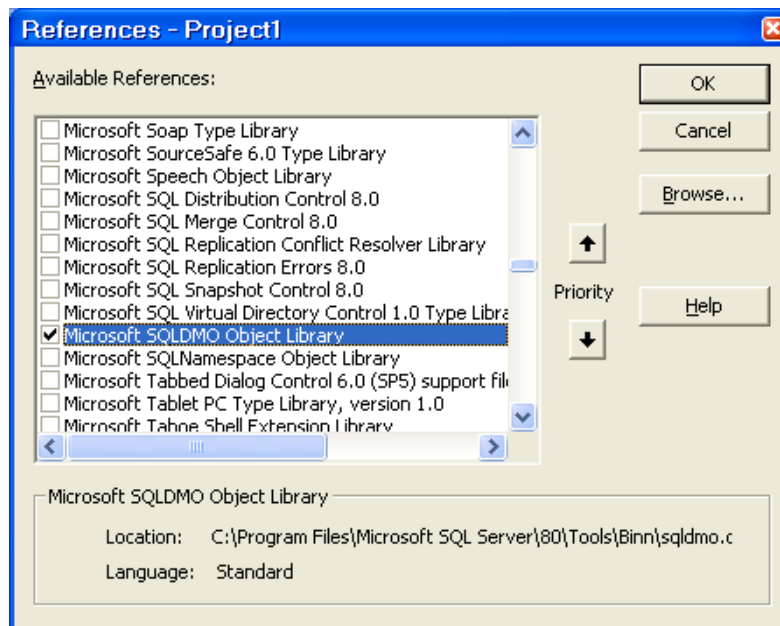 References - Project1
Available References:
OK
Cancel
Browse...
Help
Priority
Microsoft Soap Type Library
Microsoft SourceSafe 6.0 Type Library
Microsoft Speech Object Library
Microsoft SQL Distribution Control 8.0
Microsoft SQL Merge Control 8.0
Microsoft SQL Replication Conflict Resolver Library
Microsoft SQL Replication Errors 8.0
Microsoft SQL Snapshot Control 8.0
Microsoft SQL Virtual Directory Control 1.0 Type Libra
Microsoft SQLDMO Object Library
Microsoft SQLNamespace Object Library
Microsoft Tabbed Dialog Control 6.0 (SP5) support fil
Microsoft Tablet PC Type Library, version 1.0
Microsoft Tahoe Shell Extension Library
Microsoft SQLDMO Object Library
Location: C:\Program Files\Microsoft SQL Server\80\Tools\Binn\sqldmo.c
Language: Standard